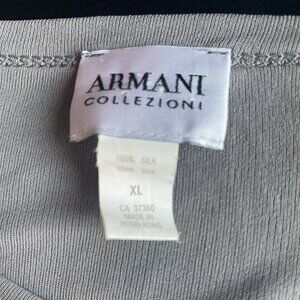 ARMANI
COLLEZIONI
100% SILK
100% SOIE
XL
CA 37360
MADE IN
HONG KONG